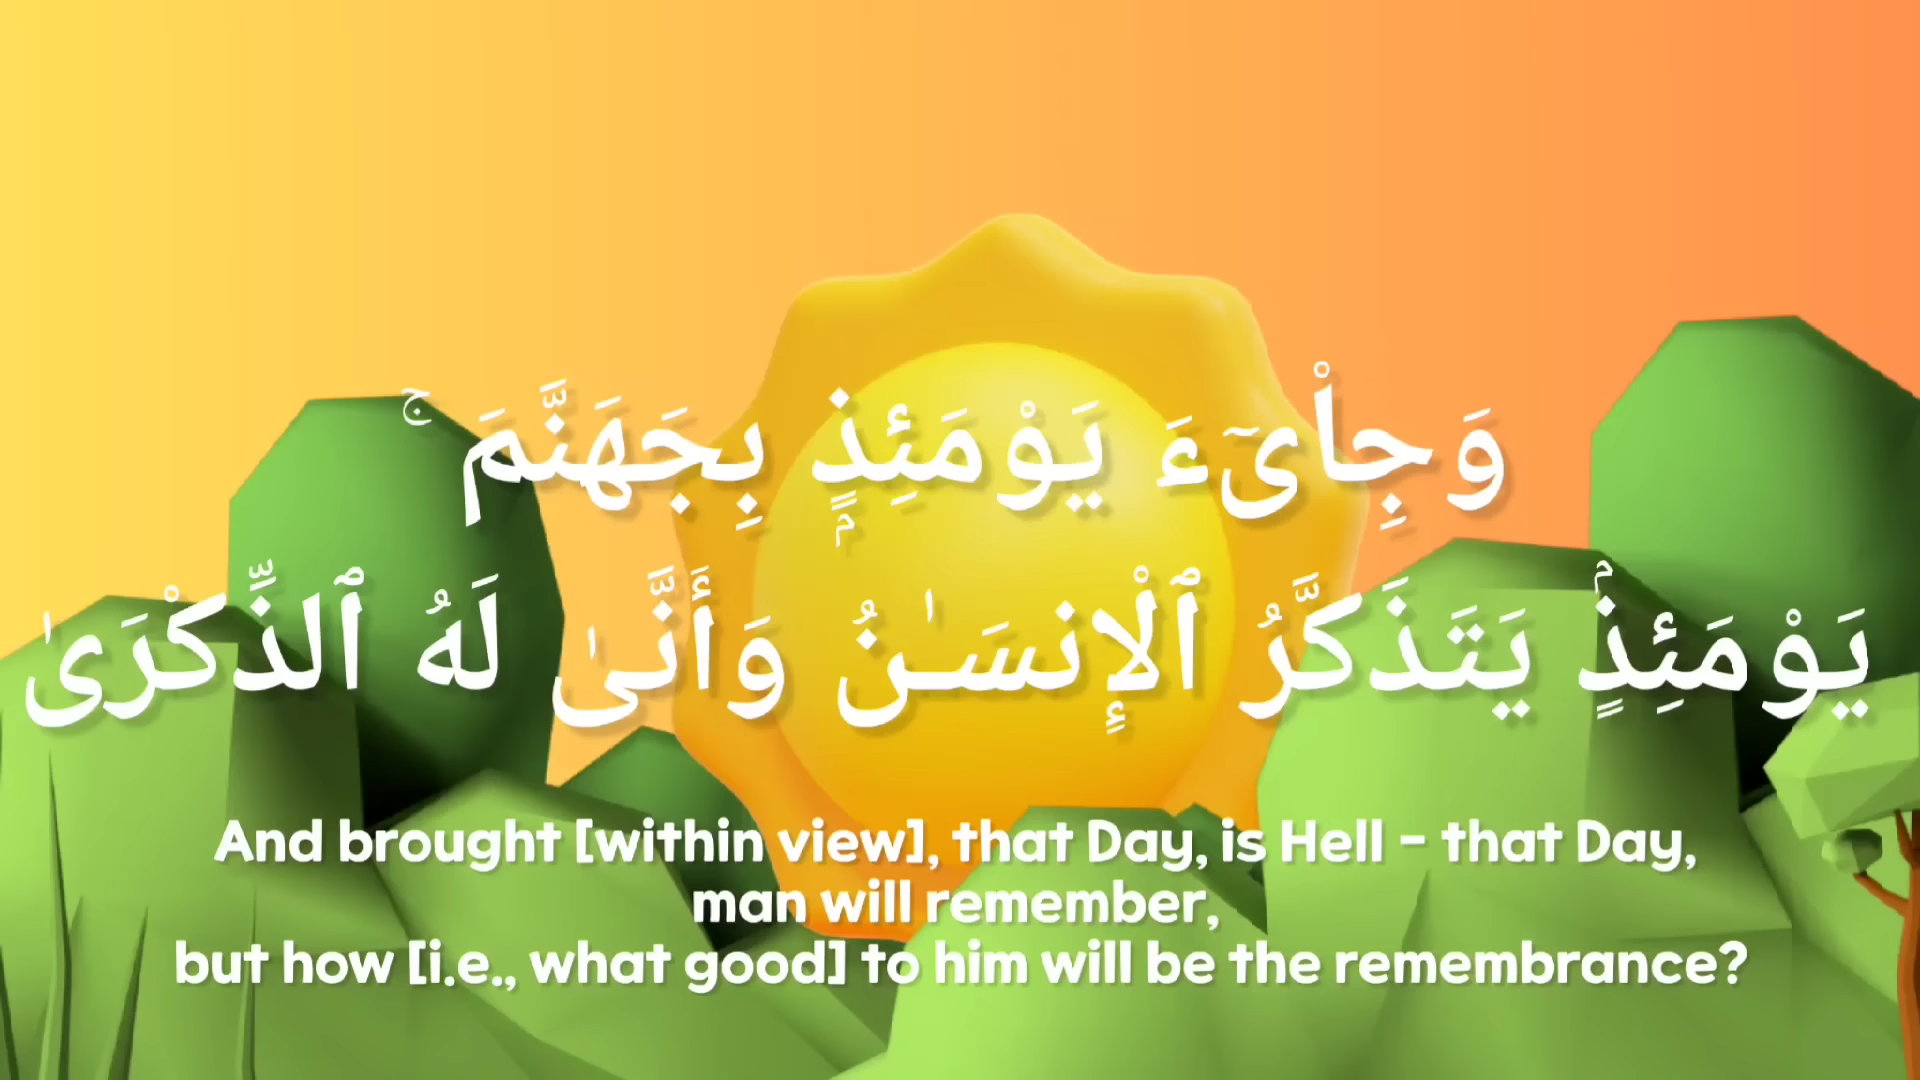 وَجِا۟ىٓءَ يَوْمَئِذٍۭ بِجَهَنَّمَ ۚ
يَوْمَئِذٍۢ يَتَذَكَّرُ ٱلْإِنسَـٰنُ وَأَنَّىٰ لَهُ ٱلذِّكْرَىٰ
And brought [within view], that Day, is Hell - that Day,
man will remember,
but how [i.e., what good] to him will be the remembrance?